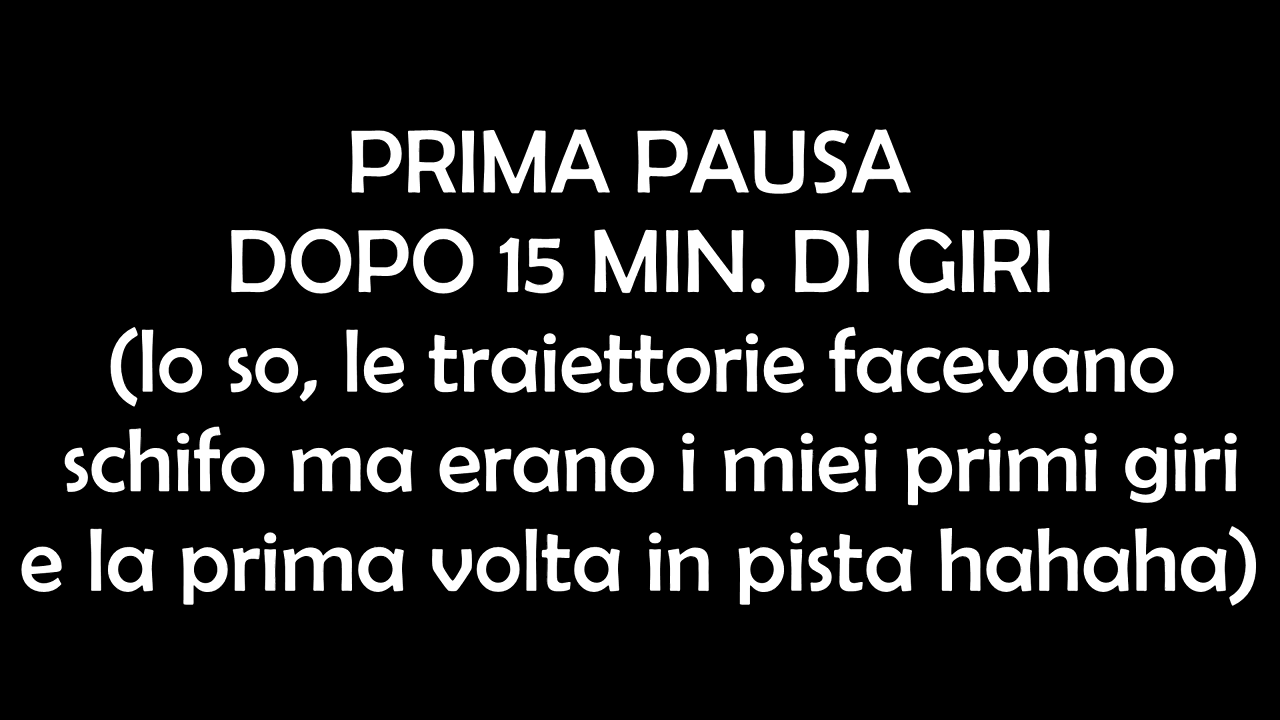 PRIMA PAUSA
DOPO 15 MIN. DI GIRI
(lo so, le traiettorie facevano
schifo ma erano i miei primi giri
e la prima volta in pista hahaha)